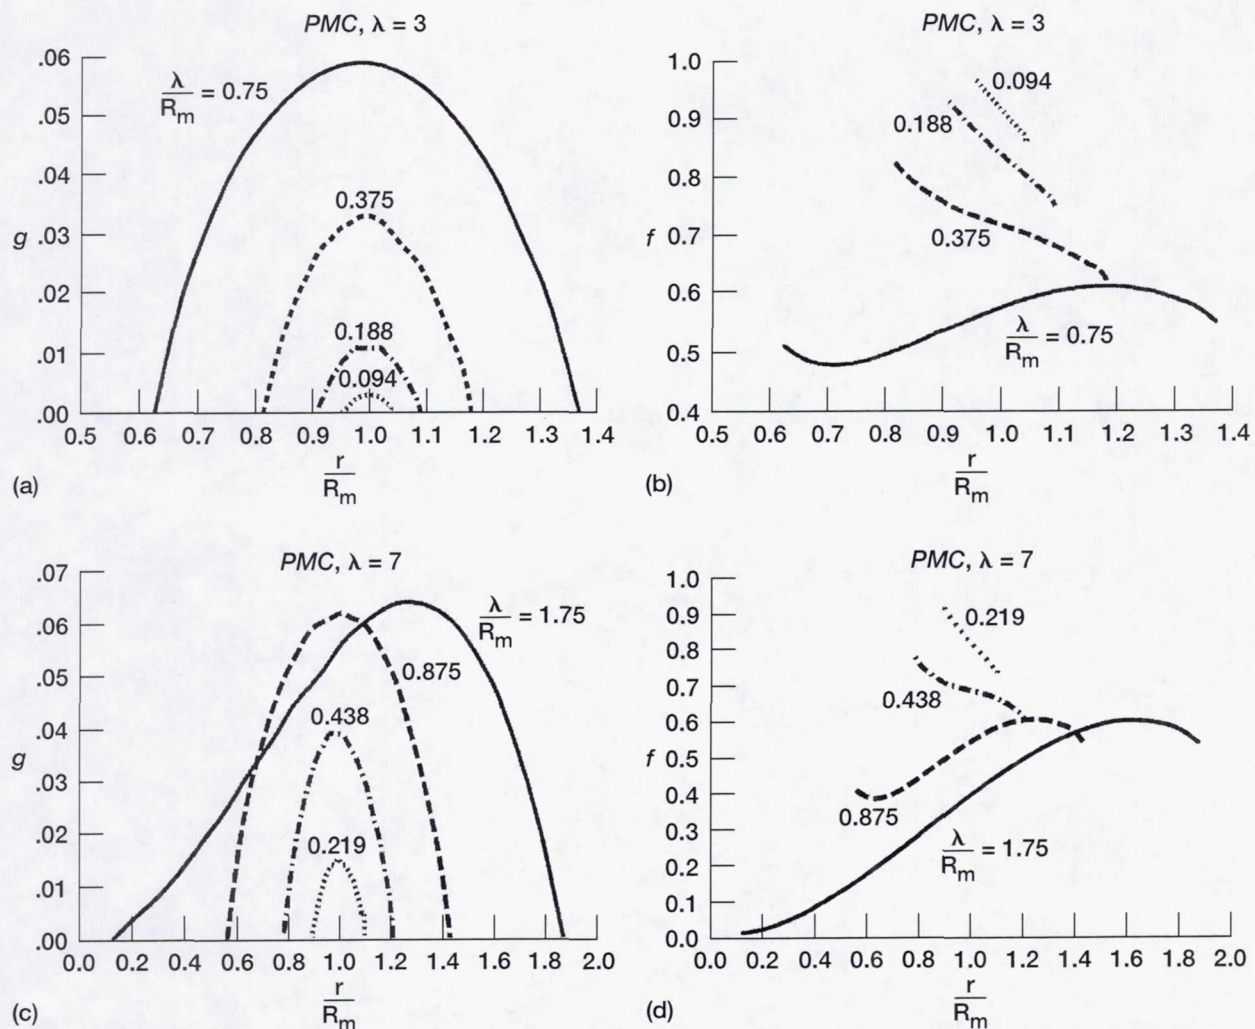 PMC, λ = 3
.06
.05
.04
g .03
.02
.01
.00
λ/Rm = 0.75
0.375
0.188
0.094
0.5 0.6 0.7 0.8 0.9 1.0 1.1 1.2 1.3 1.4
r/Rm
(a)
PMC, λ = 3
1.0
0.9
0.8
f 0.7
0.6
0.5
0.4
0.094
0.188
0.375
λ/Rm = 0.75
0.5 0.6 0.7 0.8 0.9 1.0 1.1 1.2 1.3 1.4
r/Rm
(b)
PMC, λ = 7
.07
.06
.05
.04
g .03
.02
.01
.00
λ/Rm = 1.75
0.875
0.438
0.219
0.0 0.2 0.4 0.6 0.8 1.0 1.2 1.4 1.6 1.8 2.0
r/Rm
(c)
PMC, λ = 7
1.0
0.9
0.8
0.7
0.6
f 0.5
0.4
0.3
0.2
0.1
0.0
0.219
0.438
0.875
λ/Rm = 1.75
0.0 0.2 0.4 0.6 0.8 1.0 1.2 1.4 1.6 1.8 2.0
r/Rm
(d)